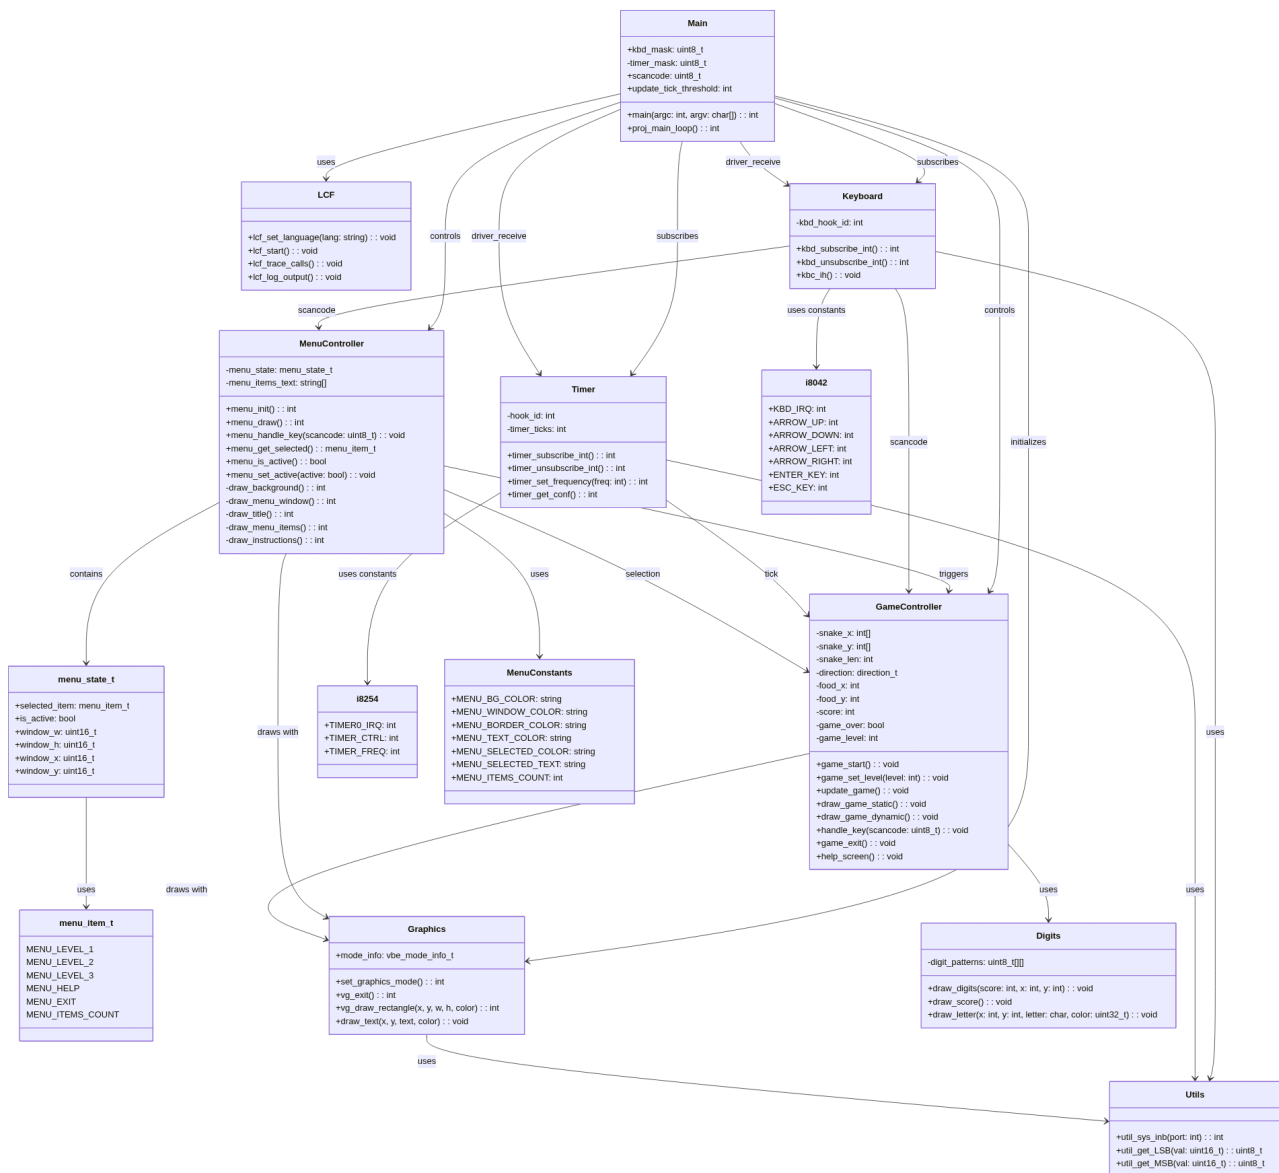 Main
+kbd_mask: uint8_t
-timer_mask: uint8_t
+scancode: uint8_t
+update_tick_threshold: int
+main(argc: int, argv: char[]) : : int
+proj_main_loop() : : int
uses
controls
driver_receive
subscribes
driver_receive
subscribes
controls
initializes
LCF
+lcf_set_language(lang: string) : : void
+lcf_start() : : void
+lcf_trace_calls() : : void
+lcf_log_output() : : void
Keyboard
-kbd_hook_id: int
+kbd_subscribe_int() : : int
+kbd_unsubscribe_int() : : int
+kbc_ih() : : void
scancode
uses constants
scancode
uses
MenuController
-menu_state: menu_state_t
-menu_items_text: string[]
+menu_init() : : int
+menu_draw() : : int
+menu_handle_key(scancode: uint8_t) : : void
+menu_get_selected() : : menu_item_t
+menu_is_active() : : bool
+menu_set_active(active: bool) : : void
-draw_background() : : int
-draw_menu_window() : : int
-draw_title() : : int
-draw_menu_items() : : int
-draw_instructions() : : int
Timer
-hook_id: int
-timer_ticks: int
+timer_subscribe_int() : : int
+timer_unsubscribe_int() : : int
+timer_set_frequency(freq: int) : : int
+timer_get_conf() : : int
i8042
+KBD_IRQ: int
+ARROW_UP: int
+ARROW_DOWN: int
+ARROW_LEFT: int
+ARROW_RIGHT: int
+ENTER_KEY: int
+ESC_KEY: int
contains
uses constants
uses
selection
tick
triggers
draws with
uses
menu_state_t
+selected_item: menu_item_t
+is_active: bool
+window_w: uint16_t
+window_h: uint16_t
+window_x: uint16_t
+window_y: uint16_t
i8254
+TIMER0_IRQ: int
+TIMER_CTRL: int
+TIMER_FREQ: int
MenuConstants
+MENU_BG_COLOR: string
+MENU_WINDOW_COLOR: string
+MENU_BORDER_COLOR: string
+MENU_TEXT_COLOR: string
+MENU_SELECTED_COLOR: string
+MENU_SELECTED_TEXT: string
+MENU_ITEMS_COUNT: int
GameController
-snake_x: int[]
-snake_y: int[]
-snake_len: int
-direction: direction_t
-food_x: int
-food_y: int
-score: int
-game_over: bool
-game_level: int
+game_start() : : void
+game_set_level(level: int) : : void
+update_game() : : void
+draw_game_static() : : void
+draw_game_dynamic() : : void
+handle_key(scancode: uint8_t) : : void
+game_exit() : : void
+help_screen() : : void
uses
draws with
uses
menu_item_t
MENU_LEVEL_1
MENU_LEVEL_2
MENU_LEVEL_3
MENU_HELP
MENU_EXIT
MENU_ITEMS_COUNT
Graphics
+mode_info: vbe_mode_info_t
+set_graphics_mode() : : int
+vg_exit() : : int
+vg_draw_rectangle(x, y, w, h, color) : : int
+draw_text(x, y, text, color) : : void
Digits
-digit_patterns: uint8_t[][]
+draw_digits(score: int, x: int, y: int) : : void
+draw_score() : : void
+draw_letter(x: int, y: int, letter: char, color: uint32_t) : : void
uses
Utils
+util_sys_inb(port: int) : : int
+util_get_LSB(val: uint16_t) : : uint8_t
+util_get_MSB(val: uint16_t) : : uint8_t